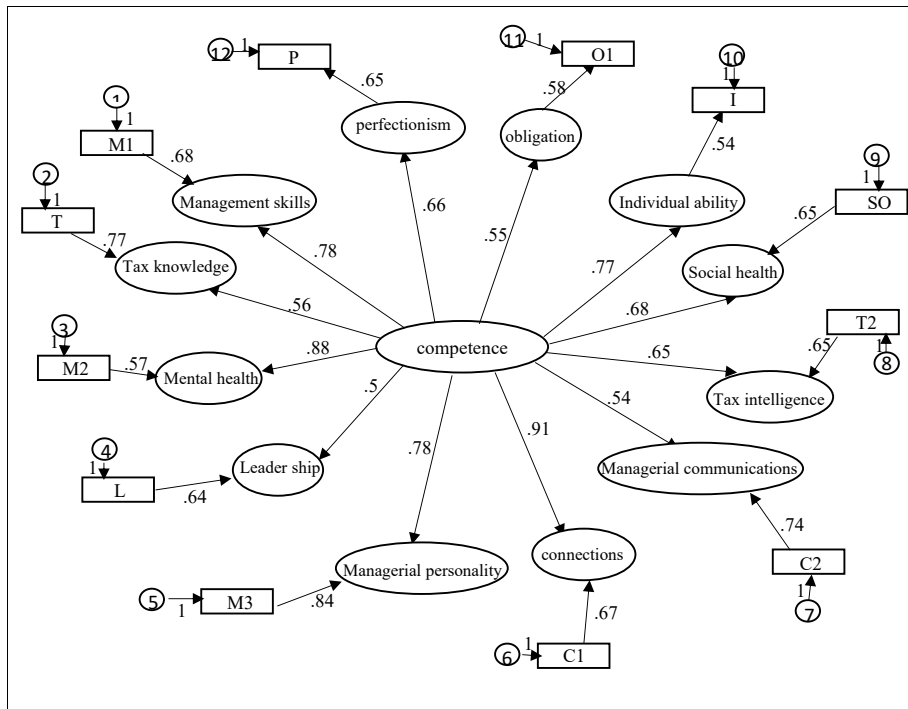 12
1
P
.65
perfectionism
.66
11
1
O1
.58
obligation
.55
10
1
I
.54
Individual ability
.77
1
1
M1
.68
Management skills
.78
9
1
SO
.65
Social health
.68
2
1
T
.77
Tax knowledge
.56
competence
3
1
M2
.57
Mental health
.88
T2
1
8
.65
Tax intelligence
.65
4
1
L
.64
Leader ship
.5
Managerial communications
.54
.74
C2
1
7
5
1
M3
.84
Managerial personality
.78
connections
.91
.67
6
1
C1